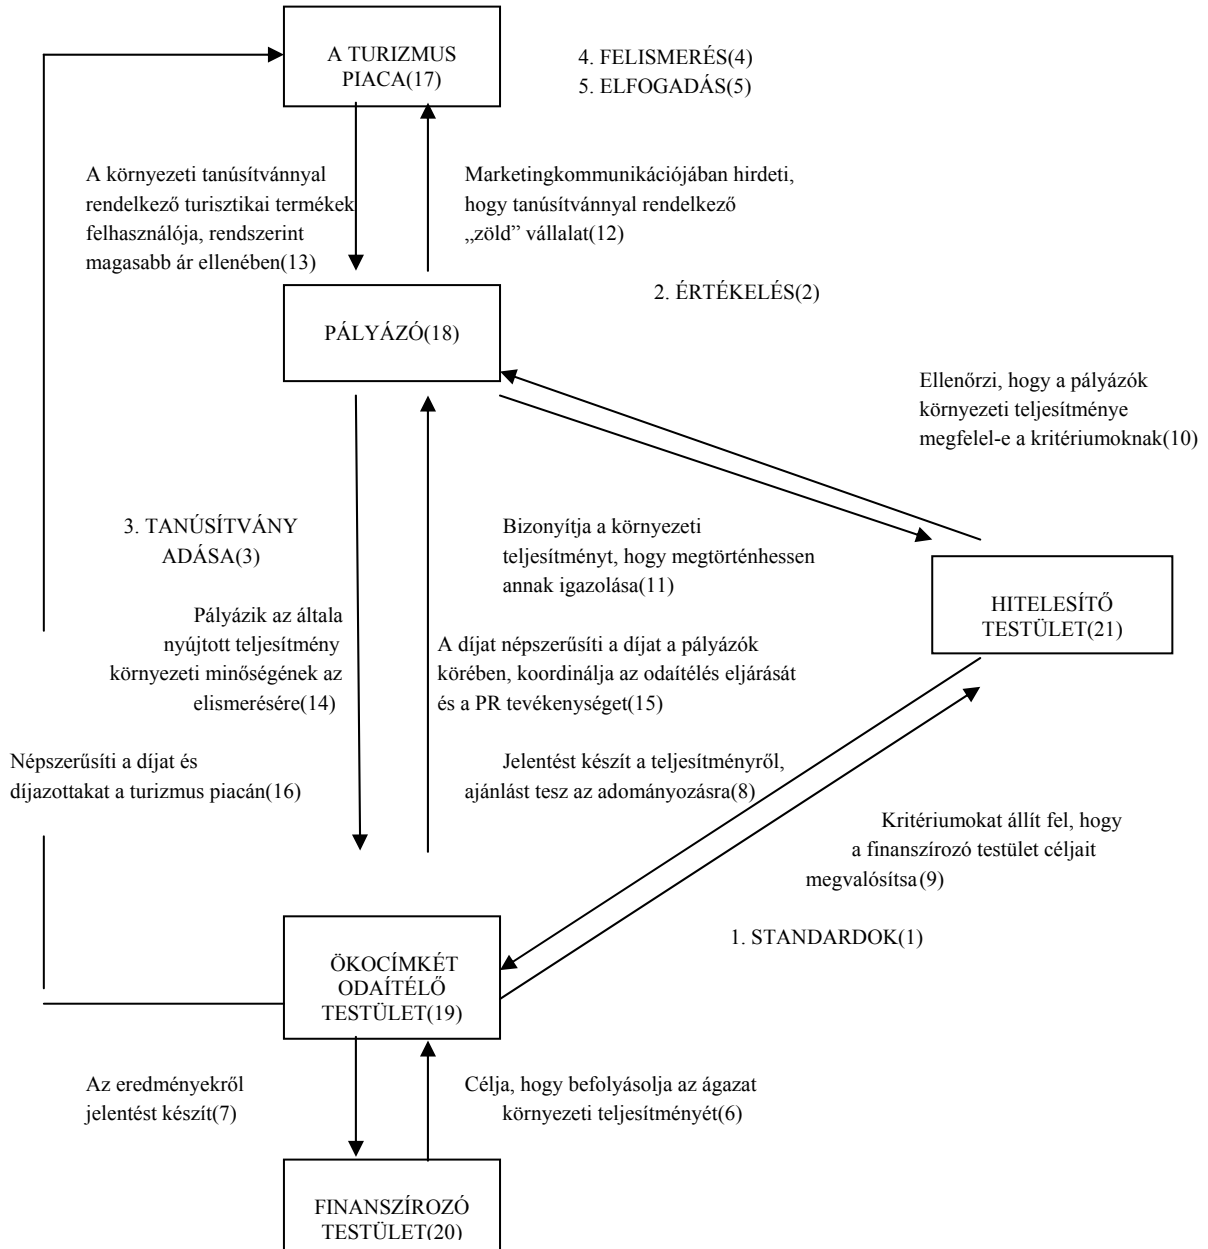 A TURIZMUS
PIACA(17)
4. FELISMERÉS(4)
5. ELFOGADÁS(5)
A környezeti tanúsítvánnyal
rendelkező turisztikai termékek
felhasználója, rendszerint
magasabb ár ellenében(13)
Marketingkommunikációjában hirdeti,
hogy tanúsítvánnyal rendelkező
„zöld” vállalat(12)
2. ÉRTÉKELÉS(2)
PÁLYÁZÓ(18)
Ellenőrzi, hogy a pályázók
környezeti teljesítménye
megfelel-e a kritériumoknak(10)
3. TANÚSÍTVÁNY
ADÁSA(3)
Bizonyítja a környezeti
teljesítményt, hogy megtörténhessen
annak igazolása(11)
HITELESÍTŐ
TESTÜLET(21)
Pályázik az általa
nyújtott teljesítmény
környezeti minőségének az
elismerésére(14)
A díjat népszerűsíti a díjat a pályázók
körében, koordinálja az odaítélés eljárását
és a PR tevékenységet(15)
Népszerűsíti a díjat és
díjazottakat a turizmus piacán(16)
Jelentést készít a teljesítményről,
ajánlást tesz az adományozásra(8)
Kritériumokat állít fel, hogy
a finanszírozó testület céljait
megvalósítsa(9)
1. STANDARDOK(1)
ÖKOCÍMKÉT
ODAÍTÉLŐ
TESTÜLET(19)
Az eredményekről
jelentést készít(7)
Célja, hogy befolyásolja az ágazat
környezeti teljesítményét(6)
FINANSZÍROZÓ
TESTÜLET(20)